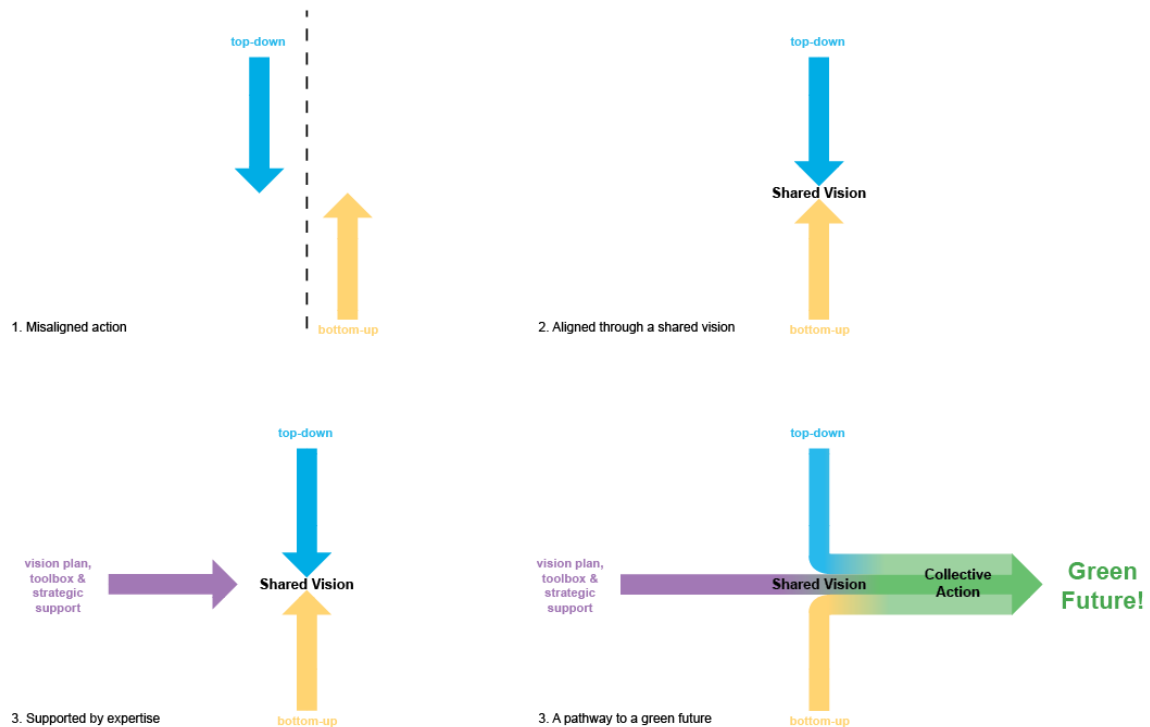 top-down
bottom-up
1. Misaligned action
top-down
Shared Vision
bottom-up
2. Aligned through a shared vision
top-down
vision plan,
toolbox &
strategic
support
Shared Vision
bottom-up
3. Supported by expertise
top-down
vision plan,
toolbox &
strategic
support
Shared Vision
Collective
Action
Green
Future!
bottom-up
3. A pathway to a green future